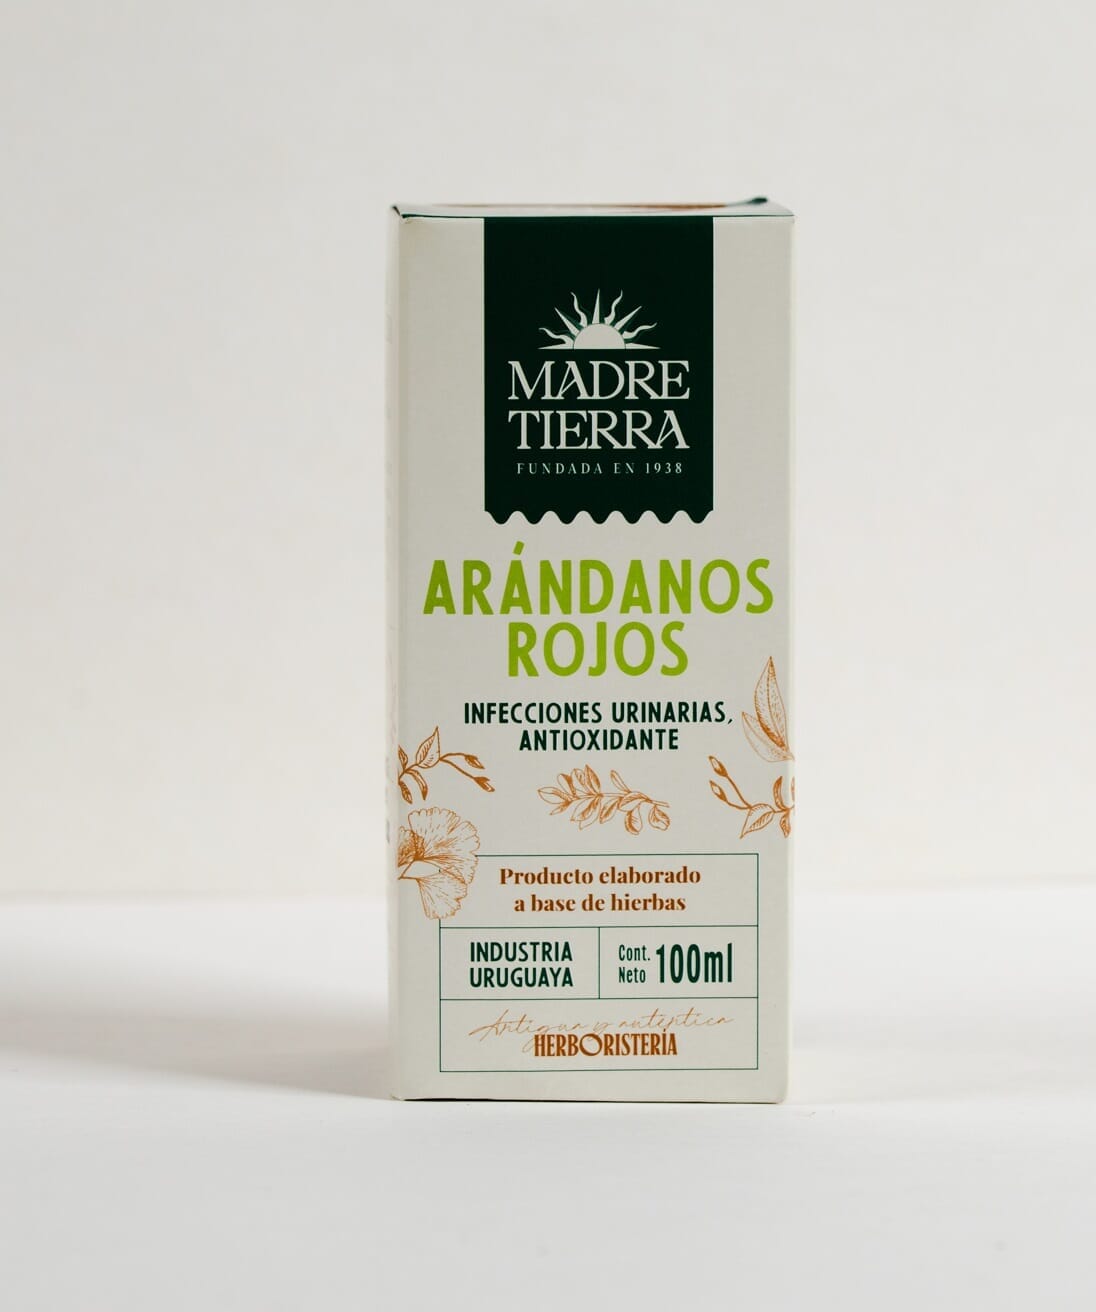 MADRE
TIERRA
FUNDADA EN 1938
ARÁNDANOS
ROJOS
INFECCIONES URINARIAS,
ANTIOXIDANTE
Producto elaborado
a base de hierbas
INDUSTRIA
URUGUAYA
Cont.
Neto 100ml
Antigua y auténtica
HERBORISTERÍA